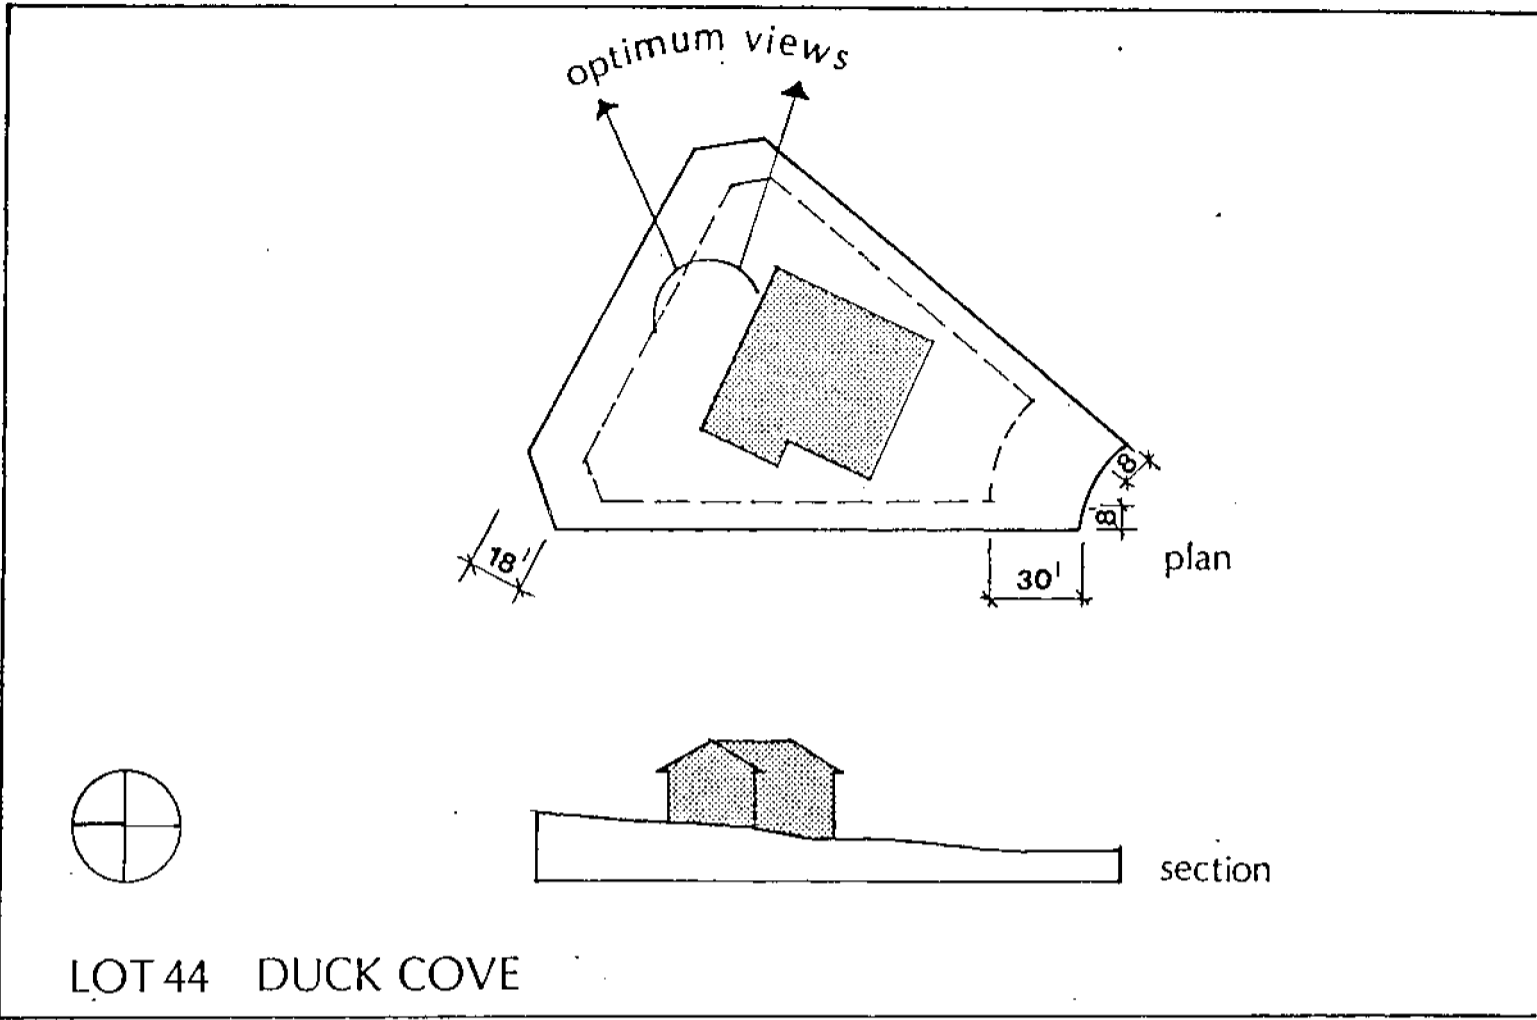 optimum views
8
8'
18'
30'
plan
section
LOT 44 DUCK COVE